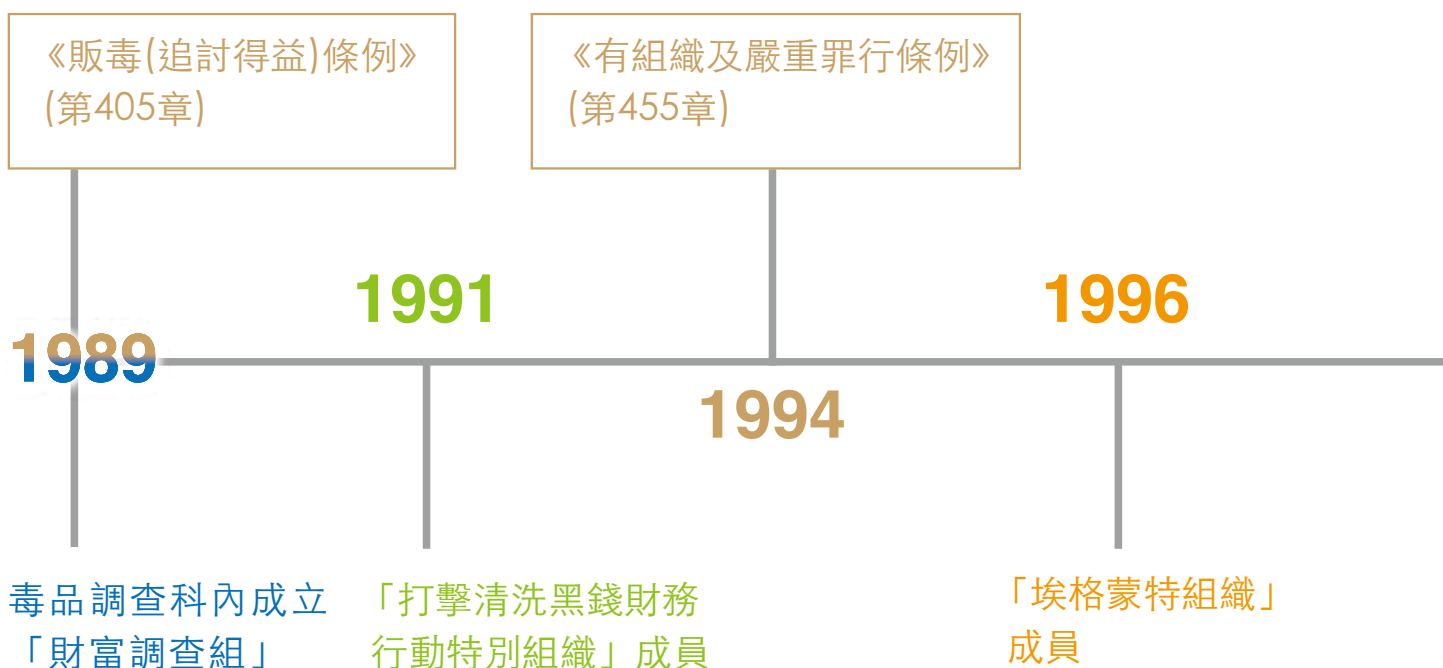 《販毒(追討得益)條例》
(第405章)
《有組織及嚴重罪行條例》
(第455章)
1991
1996
1989
1994
毒品調查科內成立
「財富調查組」
「打擊清洗黑錢財務
行動特別組織」成員
「埃格蒙特組織」
成員